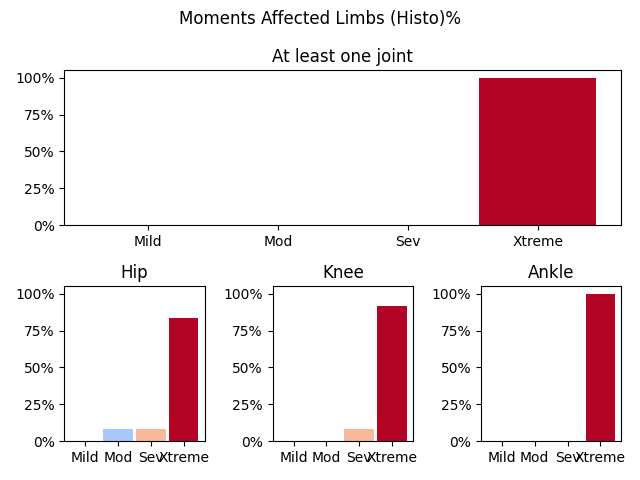 Moments Affected Limbs (Histo)%
At least one joint
100%
75%
50%
25%
0%
Mild Mod Sev Xtreme
Hip
100%
75%
50%
25%
0%
Mild Mod Sev Xtreme
Knee
100%
75%
50%
25%
0%
Mild Mod Sev Xtreme
Ankle
100%
75%
50%
25%
0%
Mild Mod Sev Xtreme